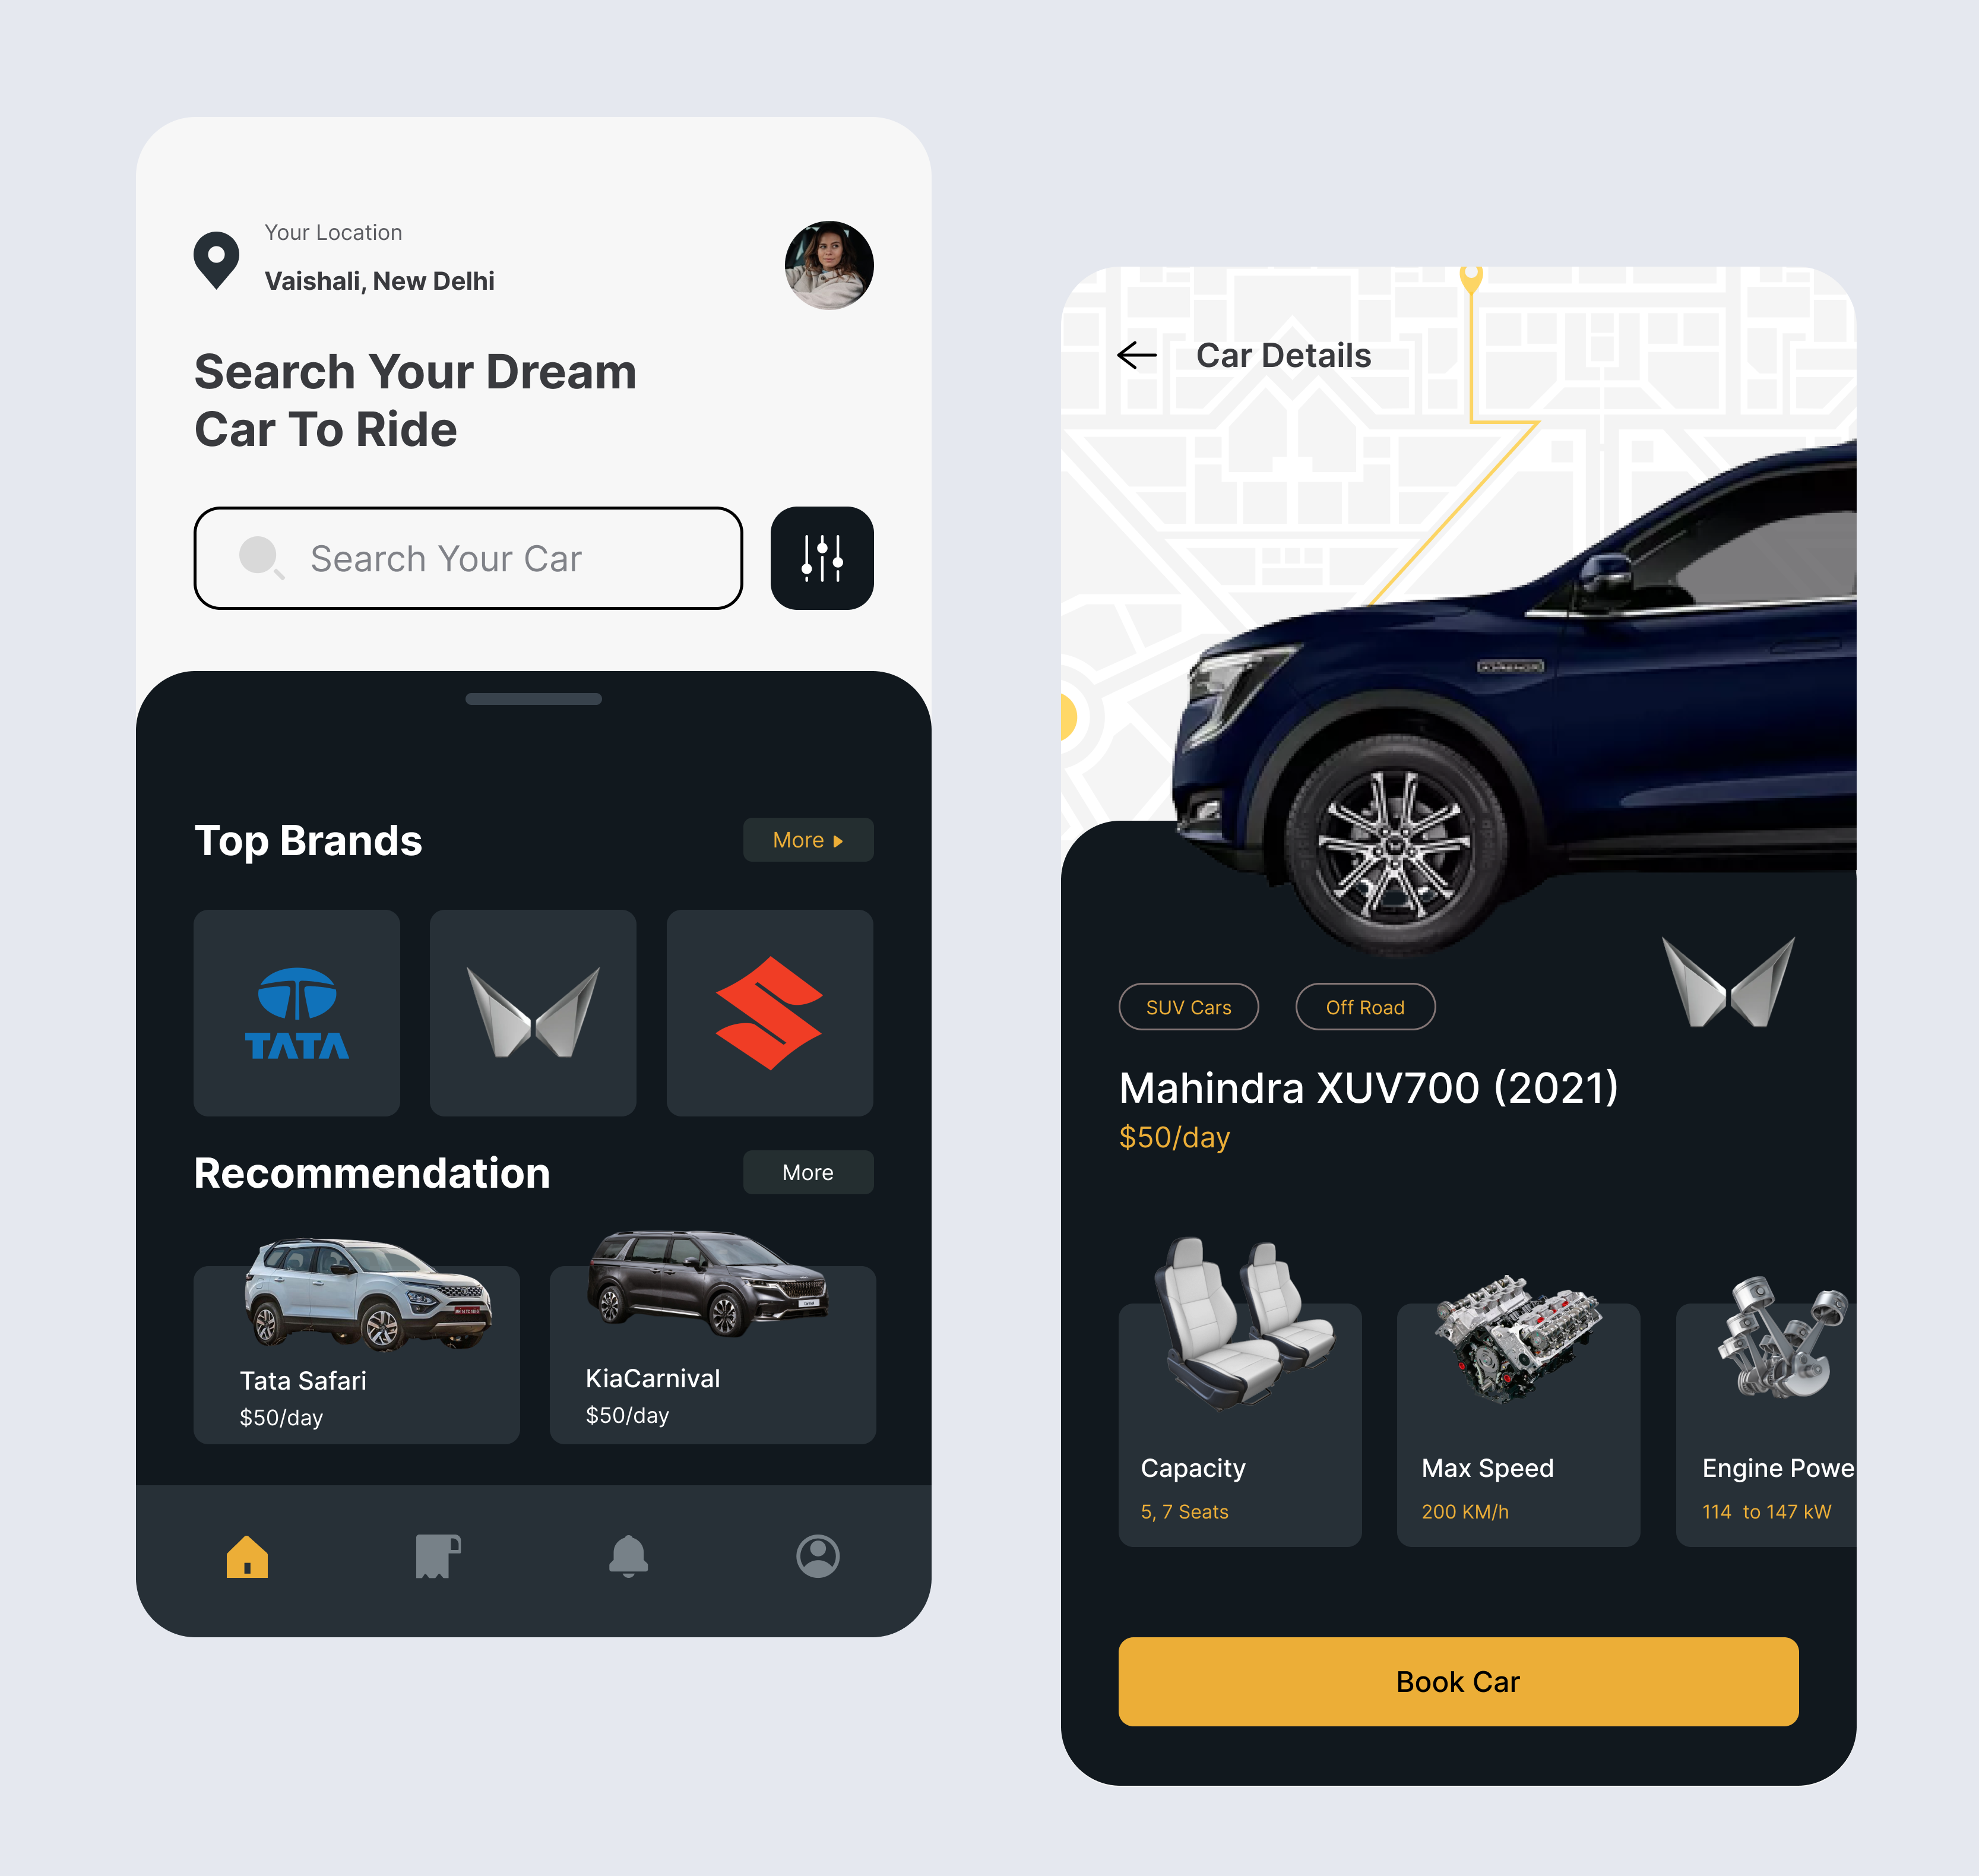 Your Location
Vaishali, New Delhi
Search Your Dream
Car To Ride
Search Your Car
Top Brands
More
TATA
Recommendation
More
Tata Safari
$50/day
KiaCarnival
$50/day
Car Details
SUV Cars
Off Road
Mahindra XUV700 (2021)
$50/day
Capacity
5, 7 Seats
Max Speed
200 KM/h
Engine Powe
114 to 147 kW
Book Car